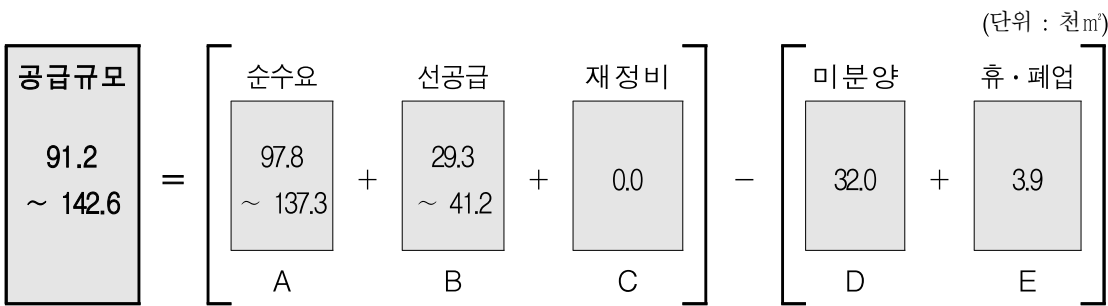 (단위 : 천㎡)
공급규모 순수요 선공급 재정비 미분양 휴·폐업
91.2 ~ 142.6 = 97.8 ~ 137.3 + 29.3 ~ 41.2 + 0.0 - 32.0 + 3.9
A B C D E